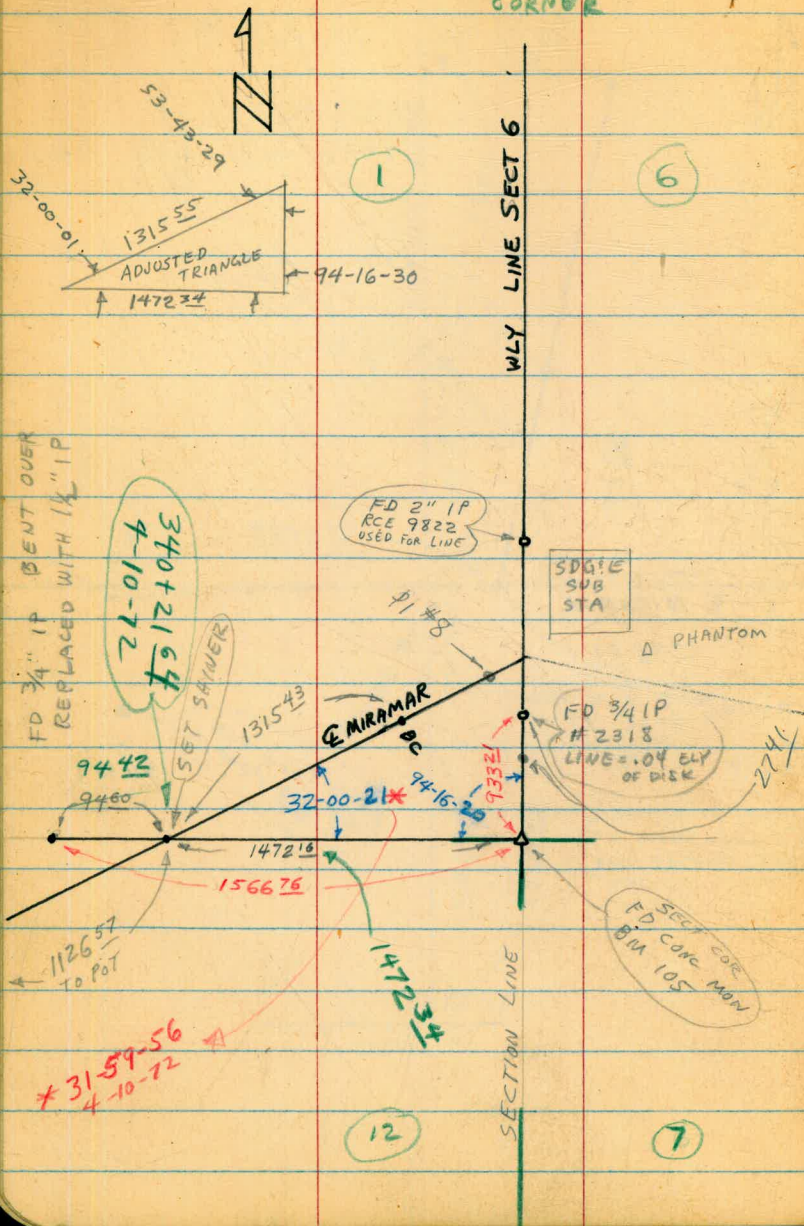 CORNER
53-43-29
32-00-01
1315 55
ADJUSTED
TRIANGLE
94-16-30
1472 34
1
6
WLY LINE SECT 6
FD 3/4" IP BENT OVER
REPLACED WITH 1½" IP
340+21 64
4-10-72
SET SHINER
FD 2" IP
RCE 9822
USED FOR LINE
SDG&E
SUB
STA
PHANTOM
#8
1315 43
℄ MIRAMAR
BC
FD 3/4 IP
# 2318
LINE = .04 ELY
OF DISK
2741
94 42
94 60
32-00-21*
94-16-20
933 21
1472 16
1566 76
1126 57
TO POT
1472 34
SECT COR
FD CONC MON
BM 105
SECTION LINE
* 31-59-56
4-10-72
12
7